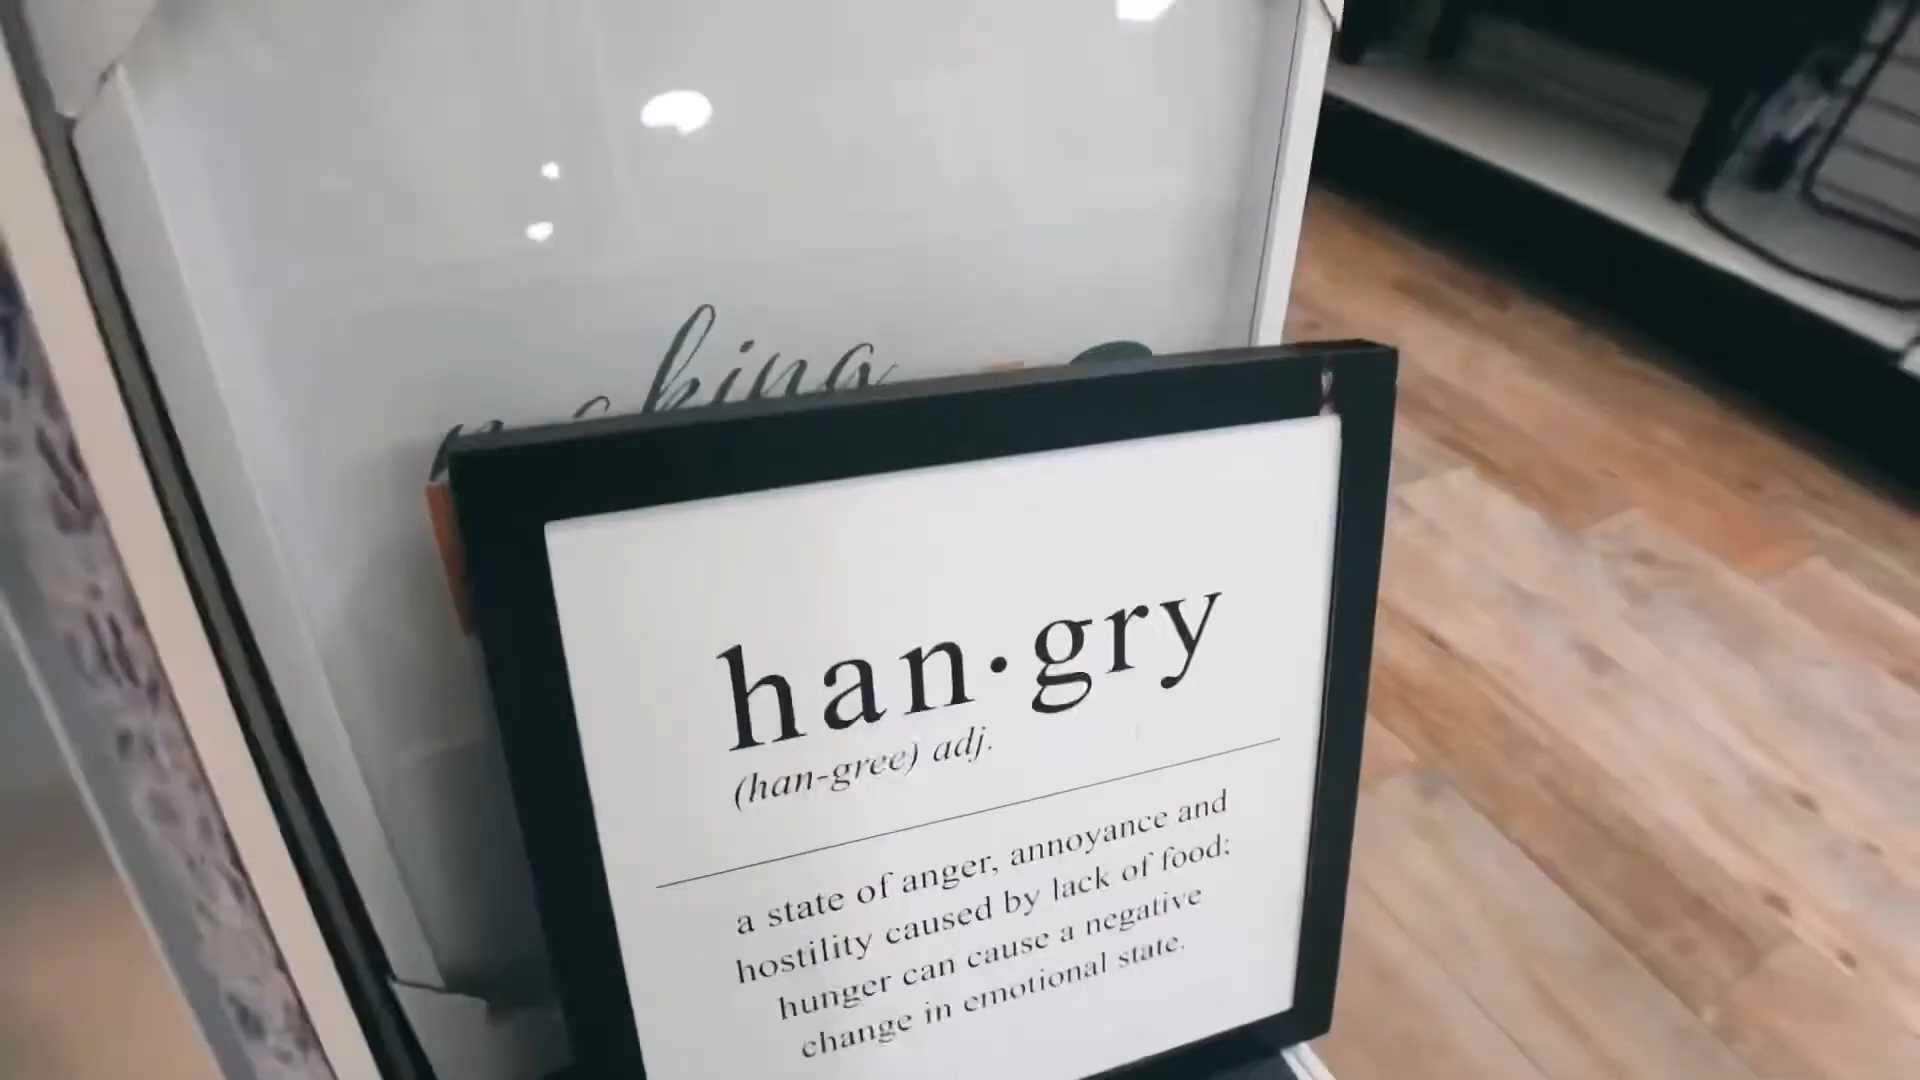 han·gry
(han-gree) adj.
a state of anger, annoyance and
hostility caused by lack of food;
hunger can cause a negative
change in emotional state.